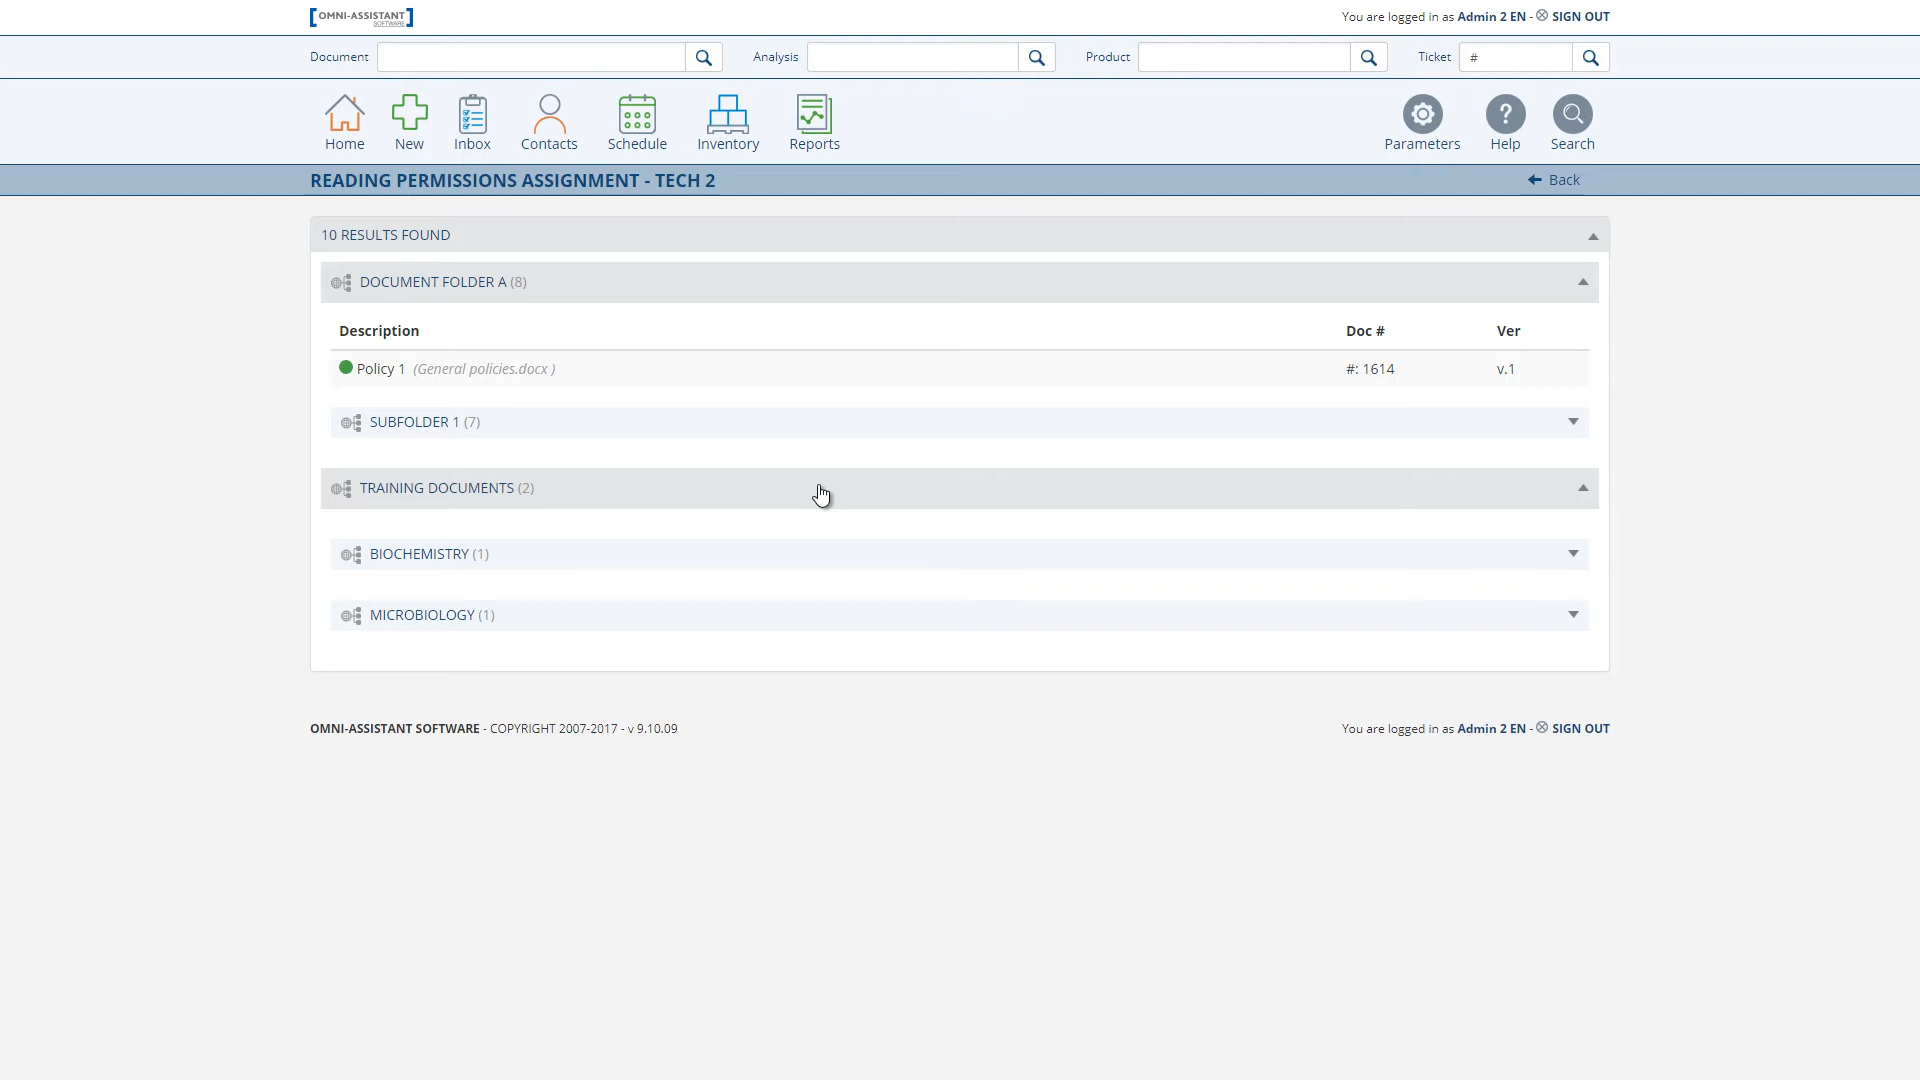 OMNI-ASSISTANT
SOFTWARE
You are logged in as Admin 2 EN - SIGN OUT
Document Analysis Product Ticket #
Home New Inbox Contacts Schedule Inventory Reports Parameters Help Search
READING PERMISSIONS ASSIGNMENT - TECH 2 Back
10 RESULTS FOUND
DOCUMENT FOLDER A (8)
Description Doc # Ver
Policy 1 (General policies.docx ) #: 1614 v.1
SUBFOLDER 1 (7)
TRAINING DOCUMENTS (2)
BIOCHEMISTRY (1)
MICROBIOLOGY (1)
OMNI-ASSISTANT SOFTWARE - COPYRIGHT 2007-2017 - v 9.10.09 You are logged in as Admin 2 EN - SIGN OUT